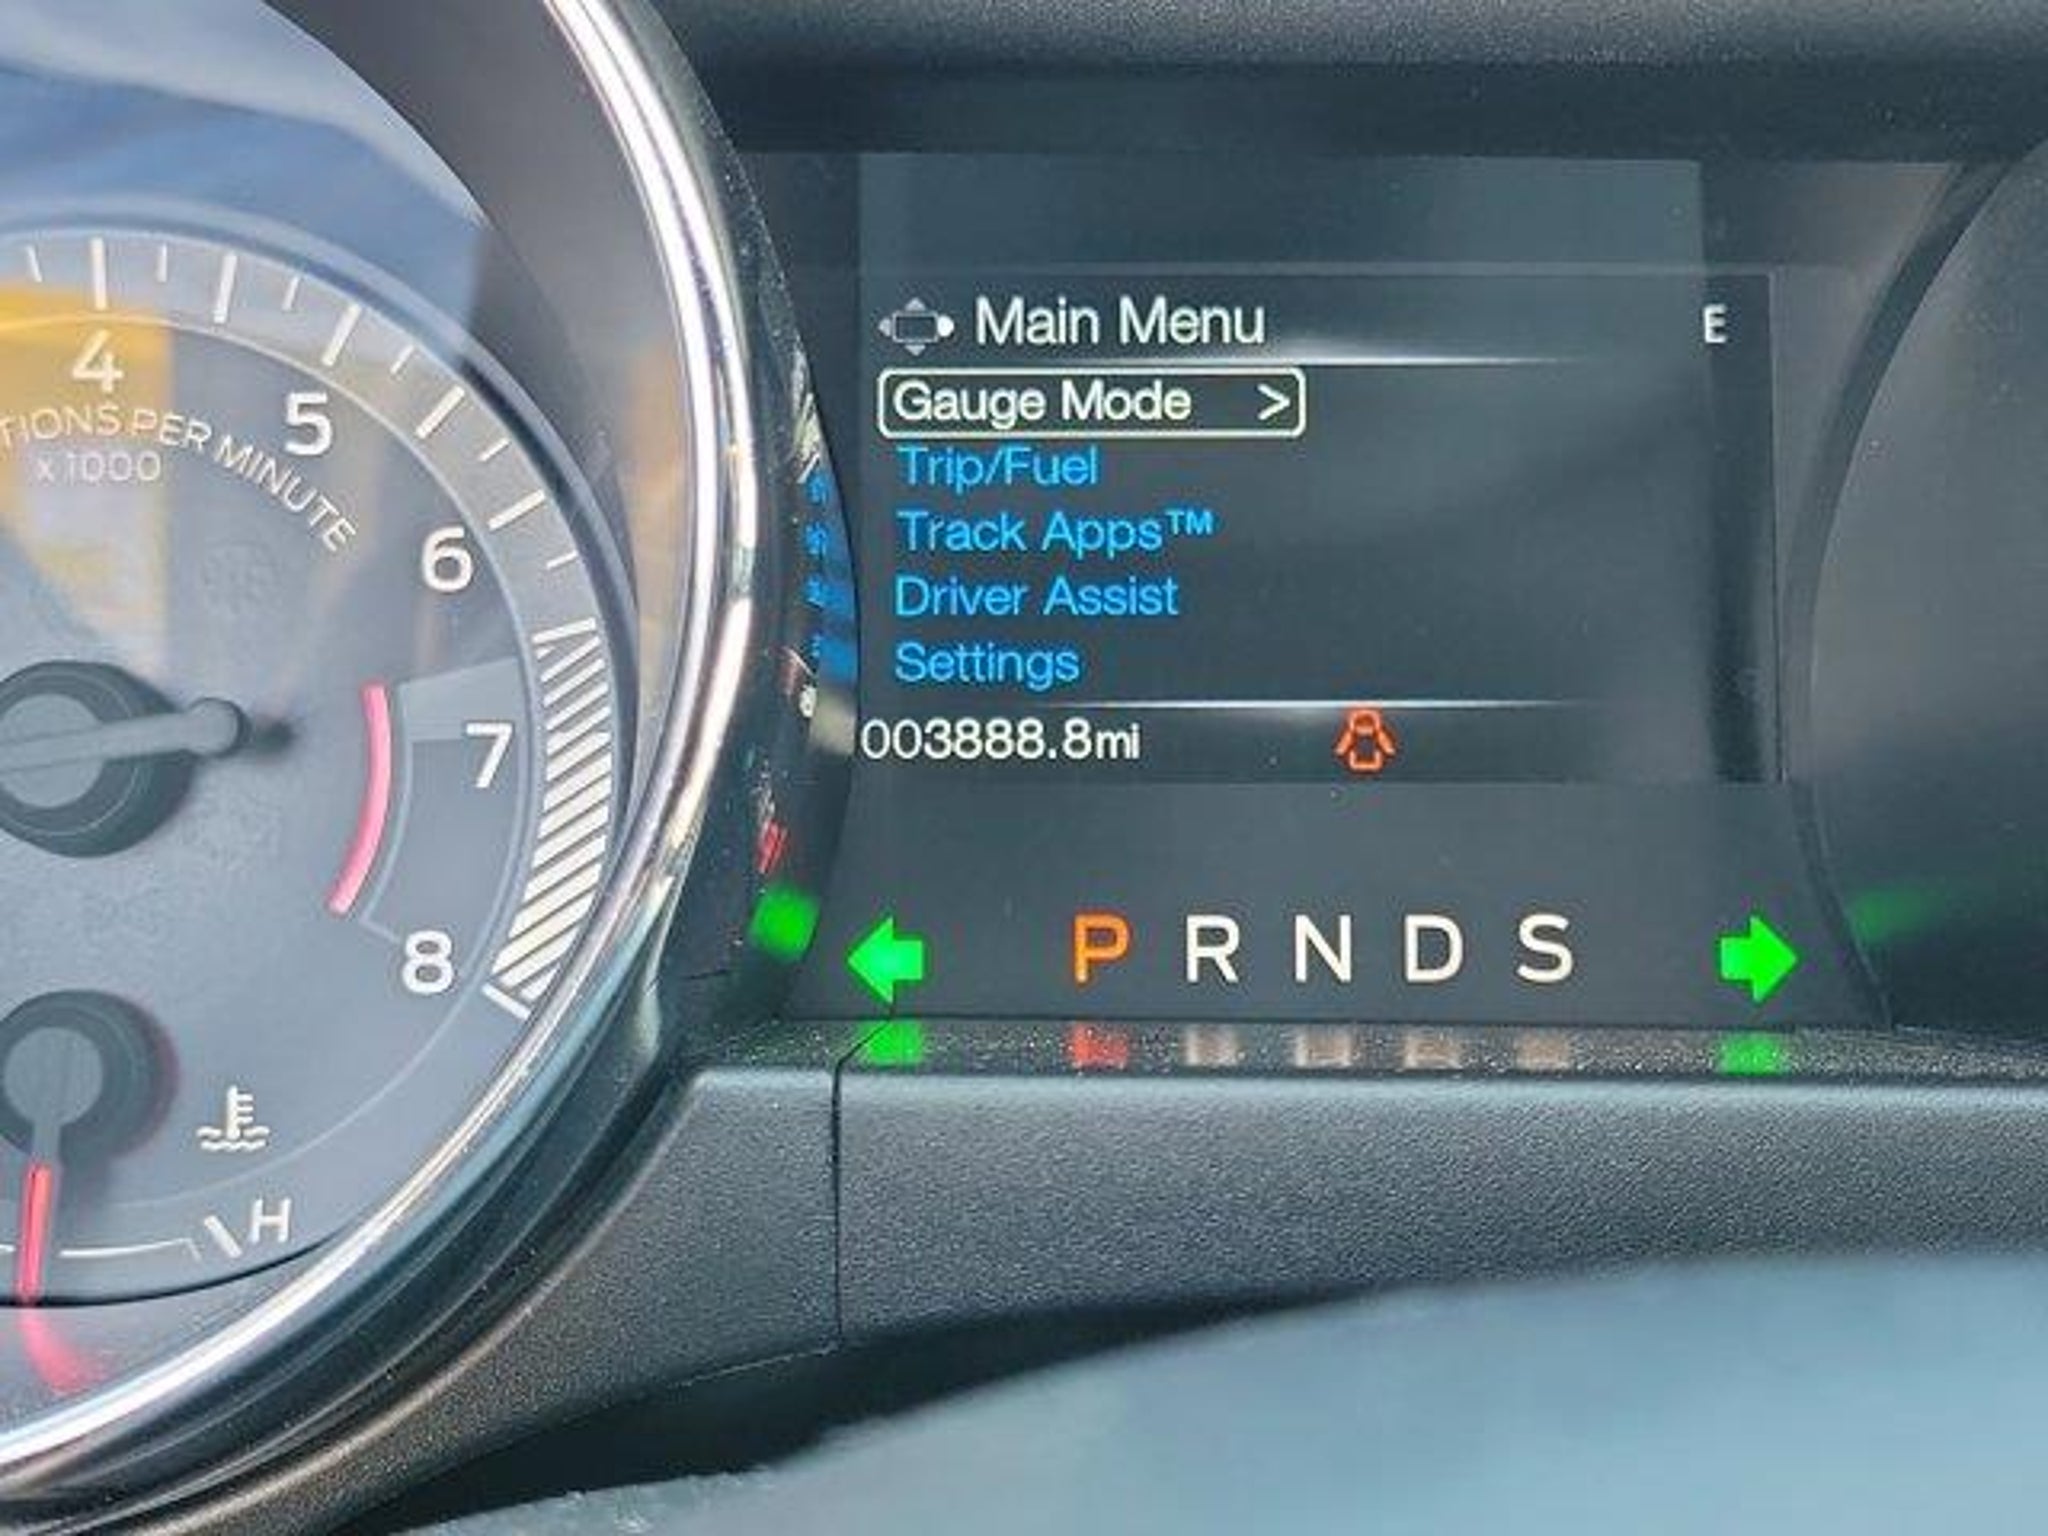 4
5
6
7
8
TIONS PER MINUTE
x1000
H
Main Menu
E
Gauge Mode >
Trip/Fuel
Track Apps™
Driver Assist
Settings
003888.8mi
P R N D S